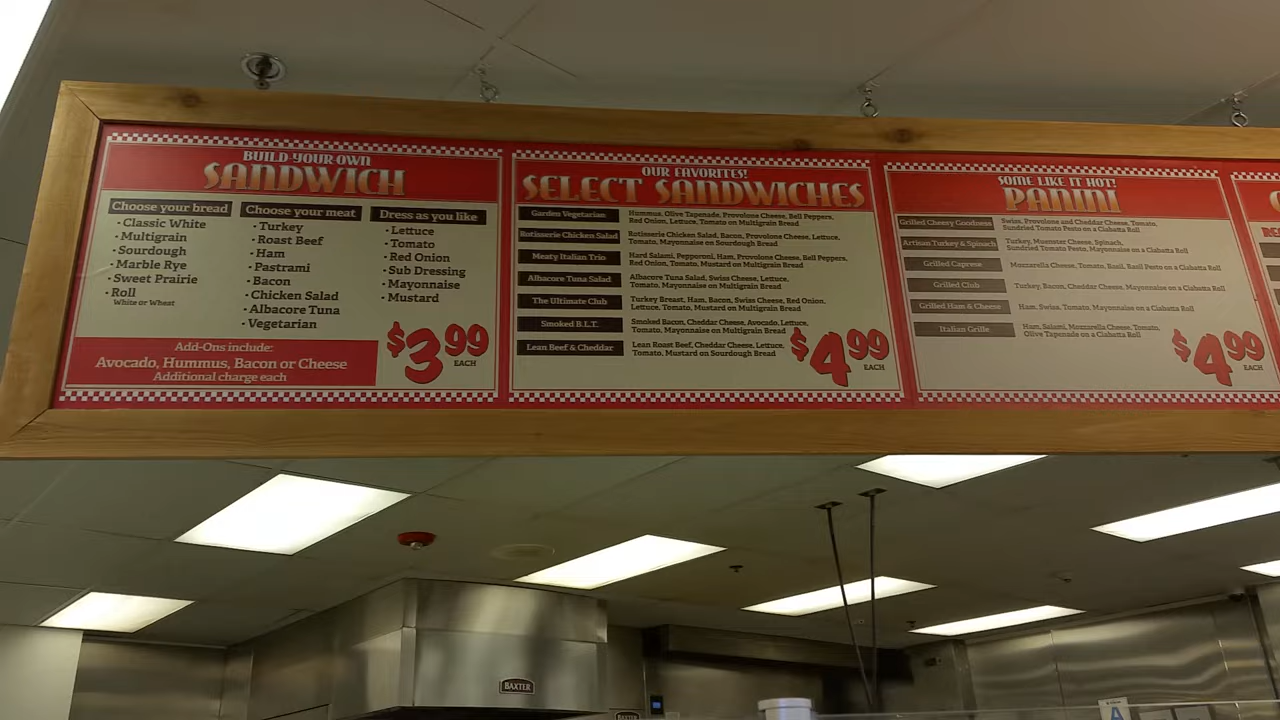 BUILD YOUR OWN
SANDWICH
Choose your bread
• Classic White
• Multigrain
• Sourdough
• Marble Rye
• Sweet Prairie
• Roll
White or Wheat
Choose your meat
• Turkey
• Roast Beef
• Ham
• Pastrami
• Bacon
• Chicken Salad
• Albacore Tuna
• Vegetarian
Dress as you like
• Lettuce
• Tomato
• Red Onion
• Sub Dressing
• Mayonnaise
• Mustard
Add-Ons include:
Avocado, Hummus, Bacon or Cheese
Additional charge each
$3.99
EACH
OUR FAVORITES!
SELECT SANDWICHES
Garden Vegetarian
Hummus, Olive Tapenade, Provolone Cheese, Bell Peppers,
Red Onion, Lettuce, Tomato on Multigrain Bread
Rotisserie Chicken Salad
Rotisserie Chicken Salad, Bacon, Provolone Cheese, Lettuce,
Tomato, Mayonnaise on Sourdough Bread
Meaty Italian Trio
Hard Salami, Pepperoni, Ham, Provolone Cheese, Bell Peppers,
Red Onion, Tomato, Mustard on Multigrain Bread
Albacore Tuna Salad
Albacore Tuna Salad, Swiss Cheese, Lettuce,
Tomato, Mayonnaise on Multigrain Bread
The Ultimate Club
Turkey Breast, Ham, Bacon, Swiss Cheese, Red Onion,
Lettuce, Tomato, Mustard on Multigrain Bread
Smoked B.L.T.
Smoked Bacon, Cheddar Cheese, Avocado, Lettuce,
Tomato, Mayonnaise on Multigrain Bread
Lean Beef & Cheddar
Lean Roast Beef, Cheddar Cheese, Lettuce,
Tomato, Mustard on Sourdough Bread
$4.99
EACH
SOME LIKE IT HOT!
PANINI
Grilled Cheesy Goodness
Swiss, Provolone and Cheddar Cheese, Tomato,
Sundried Tomato Pesto on a Ciabatta Roll
Artisan Turkey & Spinach
Turkey, Muenster Cheese, Spinach,
Sundried Tomato Pesto, Mayonnaise on a Ciabatta Roll
Grilled Caprese
Mozzarella Cheese, Tomato, Basil, Basil Pesto on a Ciabatta Roll
Grilled Club
Turkey, Bacon, Cheddar Cheese, Mayonnaise on a Ciabatta Roll
Grilled Ham & Cheese
Ham, Swiss, Tomato, Mayonnaise on a Ciabatta Roll
Italian Grille
Ham, Salami, Mozzarella Cheese, Tomato,
Olive Tapenade on a Ciabatta Roll
$4.99
EACH
BAXTER
BAXTER
A